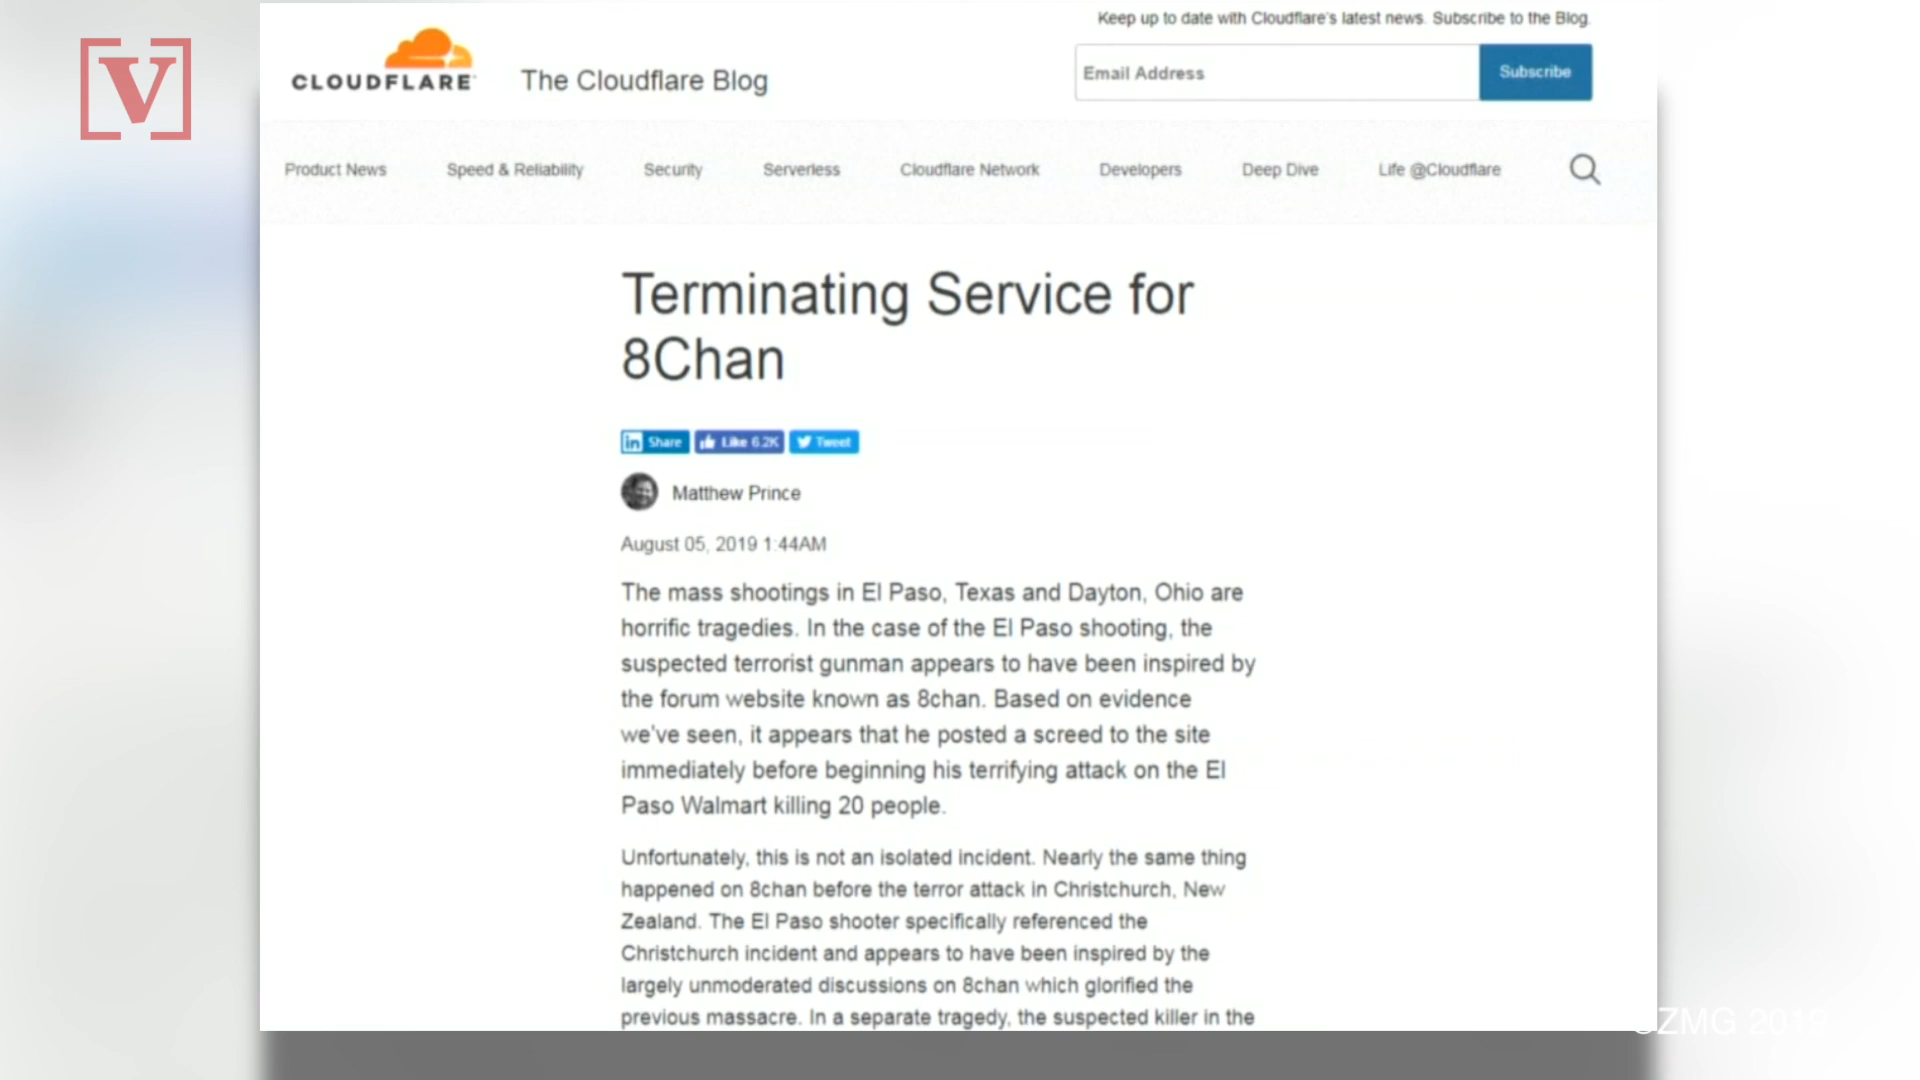 Keep up to date with Cloudflare's latest news. Subscribe to the Blog.
V
CLOUDFLARE
The Cloudflare Blog
Email Address
Subscribe
Product News
Speed & Reliability
Security
Serverless
Cloudflare Network
Developers
Deep Dive
Life @Cloudflare
Terminating Service for
8Chan
in Share
Like 6.2K
Tweet
Matthew Prince
August 05, 2019 1:44AM
The mass shootings in El Paso, Texas and Dayton, Ohio are
horrific tragedies. In the case of the El Paso shooting, the
suspected terrorist gunman appears to have been inspired by
the forum website known as 8chan. Based on evidence
we've seen, it appears that he posted a screed to the site
immediately before beginning his terrifying attack on the El
Paso Walmart killing 20 people.
Unfortunately, this is not an isolated incident. Nearly the same thing
happened on 8chan before the terror attack in Christchurch, New
Zealand. The El Paso shooter specifically referenced the
Christchurch incident and appears to have been inspired by the
largely unmoderated discussions on 8chan which glorified the
previous massacre. In a separate tragedy, the suspected killer in the
2019